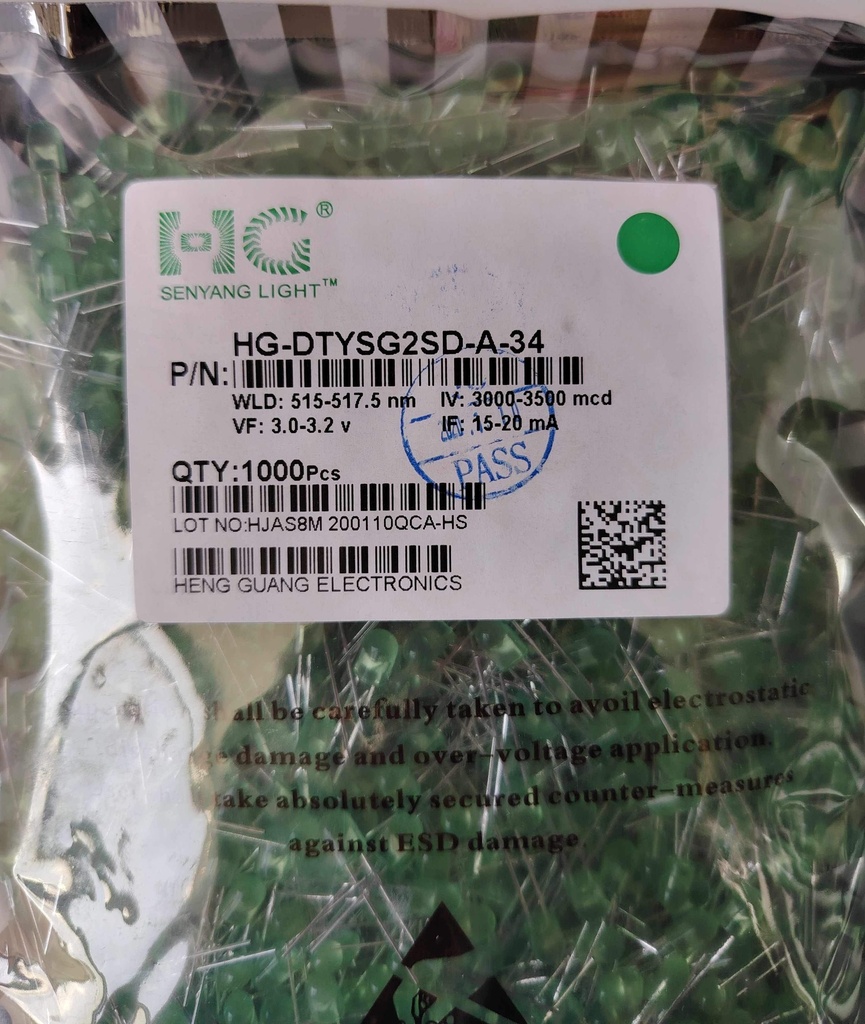 HG®
SENYANG LIGHT™
HG-DTYSG2SD-A-34
P/N:
WLD: 515-517.5 nm IV: 3000-3500 mcd
VF: 3.0-3.2 v IF: 15-20 mA
PASS
QTY:1000Pcs
LOT NO:HJAS8M 200110QCA-HS
HENG GUANG ELECTRONICS
all be carefully taken to avoil electrostatic
damage and over-voltage application.
take absolutely secured counter-measures
against ESD damage.